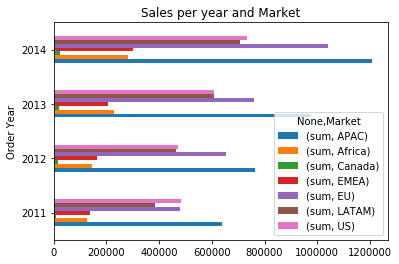 Sales per year and Market
Order Year
2014
2013
2012
2011
None,Market
(sum, APAC)
(sum, Africa)
(sum, Canada)
(sum, EMEA)
(sum, EU)
(sum, LATAM)
(sum, US)
0 200000 400000 600000 800000 1000000 1200000